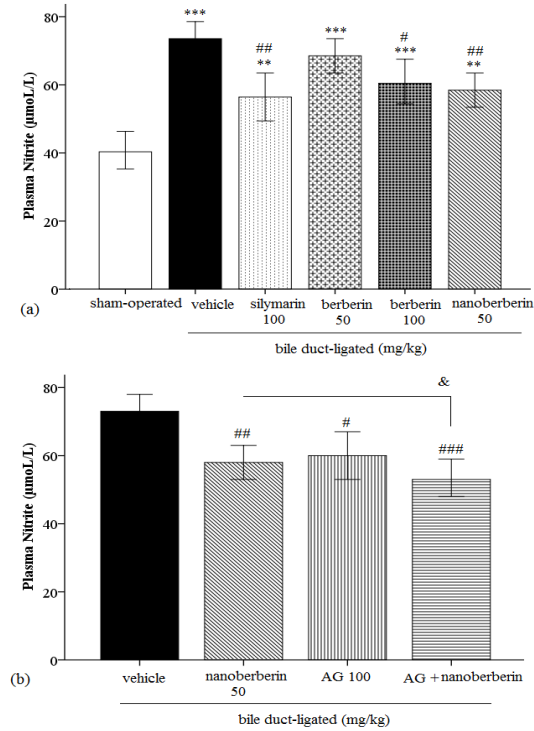 80
60
40
20
0
Plasma Nitrite (µmoL/L)
***
##
**
***
#
***
##
**
sham-operated vehicle silymarin berberin berberin nanoberberin
100 50 100 50
(a)
bile duct-ligated (mg/kg)
80
60
40
20
0
Plasma Nitrite (µmoL/L)
&
##
#
###
vehicle nanoberberin AG 100 AG + nanoberberin
50
(b)
bile duct-ligated (mg/kg)